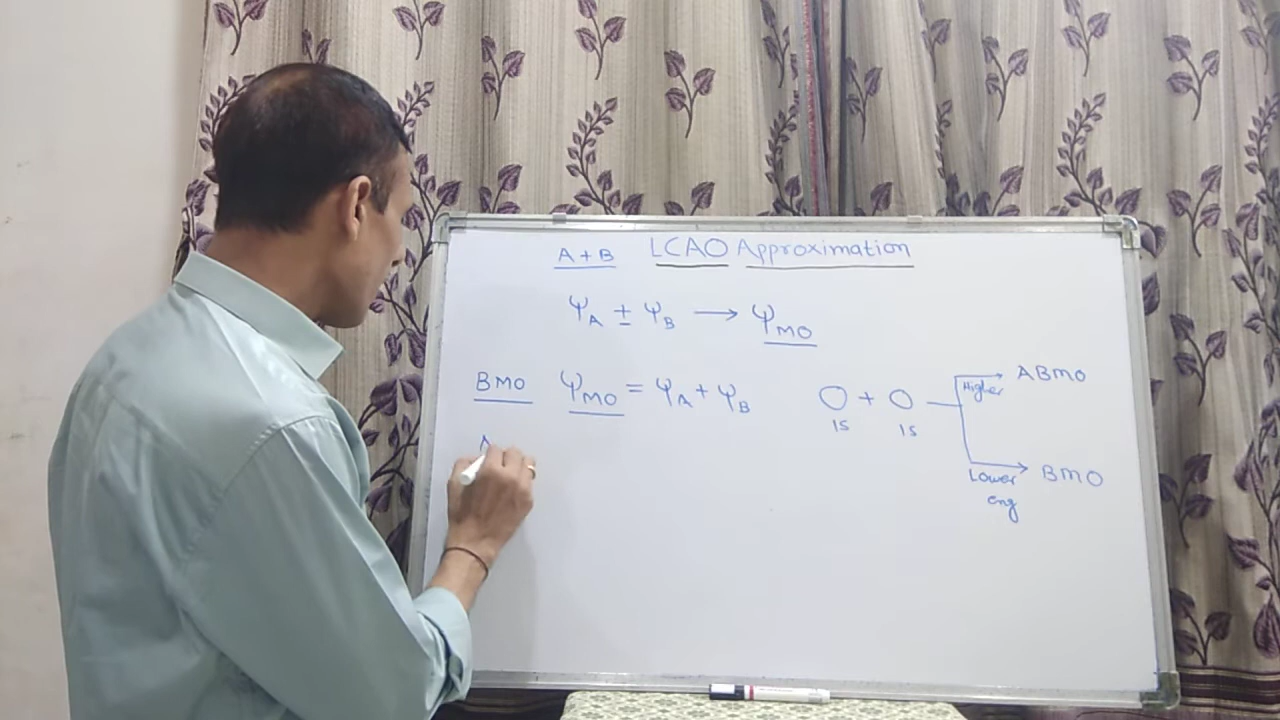 A + B LCAO Approximation
ΨA ± ΨB → ΨMO
BMO ΨMO = ΨA + ΨB
O + O
1S 1S
Higher ABMO
Lower eng BMO
A